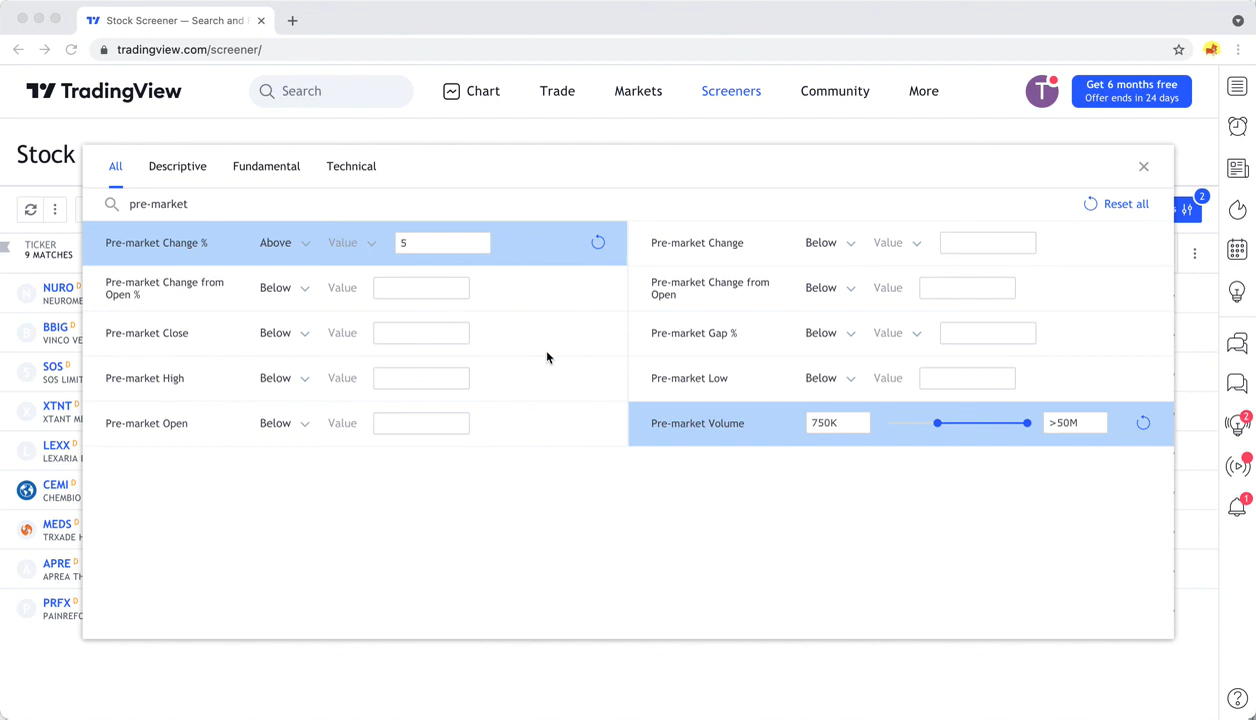 Stock Screener — Search and
tradingview.com/screener/
TradingView
Search
Chart
Trade
Markets
Screeners
Community
More
T
Get 6 months free
Offer ends in 24 days
Stock
All
Descriptive
Fundamental
Technical
pre-market
Reset all
2
Pre-market Change %
Above
Value
5
Pre-market Change
Below
Value
Pre-market Change from
Open %
Below
Value
Pre-market Change from
Open
Below
Value
Pre-market Close
Below
Value
Pre-market Gap %
Below
Value
Pre-market High
Below
Value
Pre-market Low
Below
Value
Pre-market Open
Below
Value
Pre-market Volume
750K
>50M
TICKER
9 MATCHES
NURO D
NEUROME
B
BBIG D
VINCO VE
S
SOS D
SOS LIMIT
X
XTNT D
XTANT ME
L
LEXX D
LEXARIA
CEMI D
CHEMBIO
MEDS D
TRXADE H
A
APRE D
APREA TH
P
PRFX D
PAINREFO
2
1
?